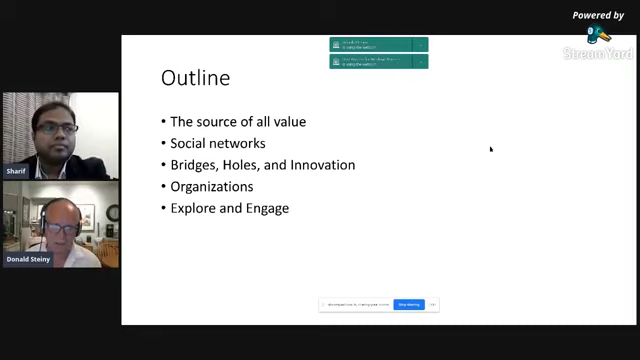 Powered by
StreamYard
Outline
• The source of all value
• Social networks
• Bridges, Holes, and Innovation
• Organizations
• Explore and Engage
Sharif
Donald Steiny
Stop sharing